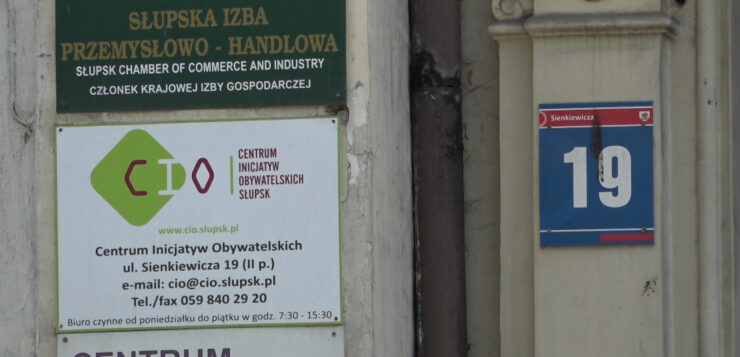 SŁUPSKA IZBA
PRZEMYSŁOWO - HANDLOWA
SŁUPSK CHAMBER OF COMMERCE AND INDUSTRY
CZŁONEK KRAJOWEJ IZBY GOSPODARCZEJ
CIO
CENTRUM
INICJATYW
OBYWATELSKICH
SŁUPSK
www.cio.slupsk.pl
Centrum Inicjatyw Obywatelskich
ul. Sienkiewicza 19 (II p.)
e-mail: cio@cio.slupsk.pl
Tel./fax 059 840 29 20
Biuro czynne od poniedziałku do piątku w godz. 7:30 - 15:30
CENTRUM
Sienkiewicza
19